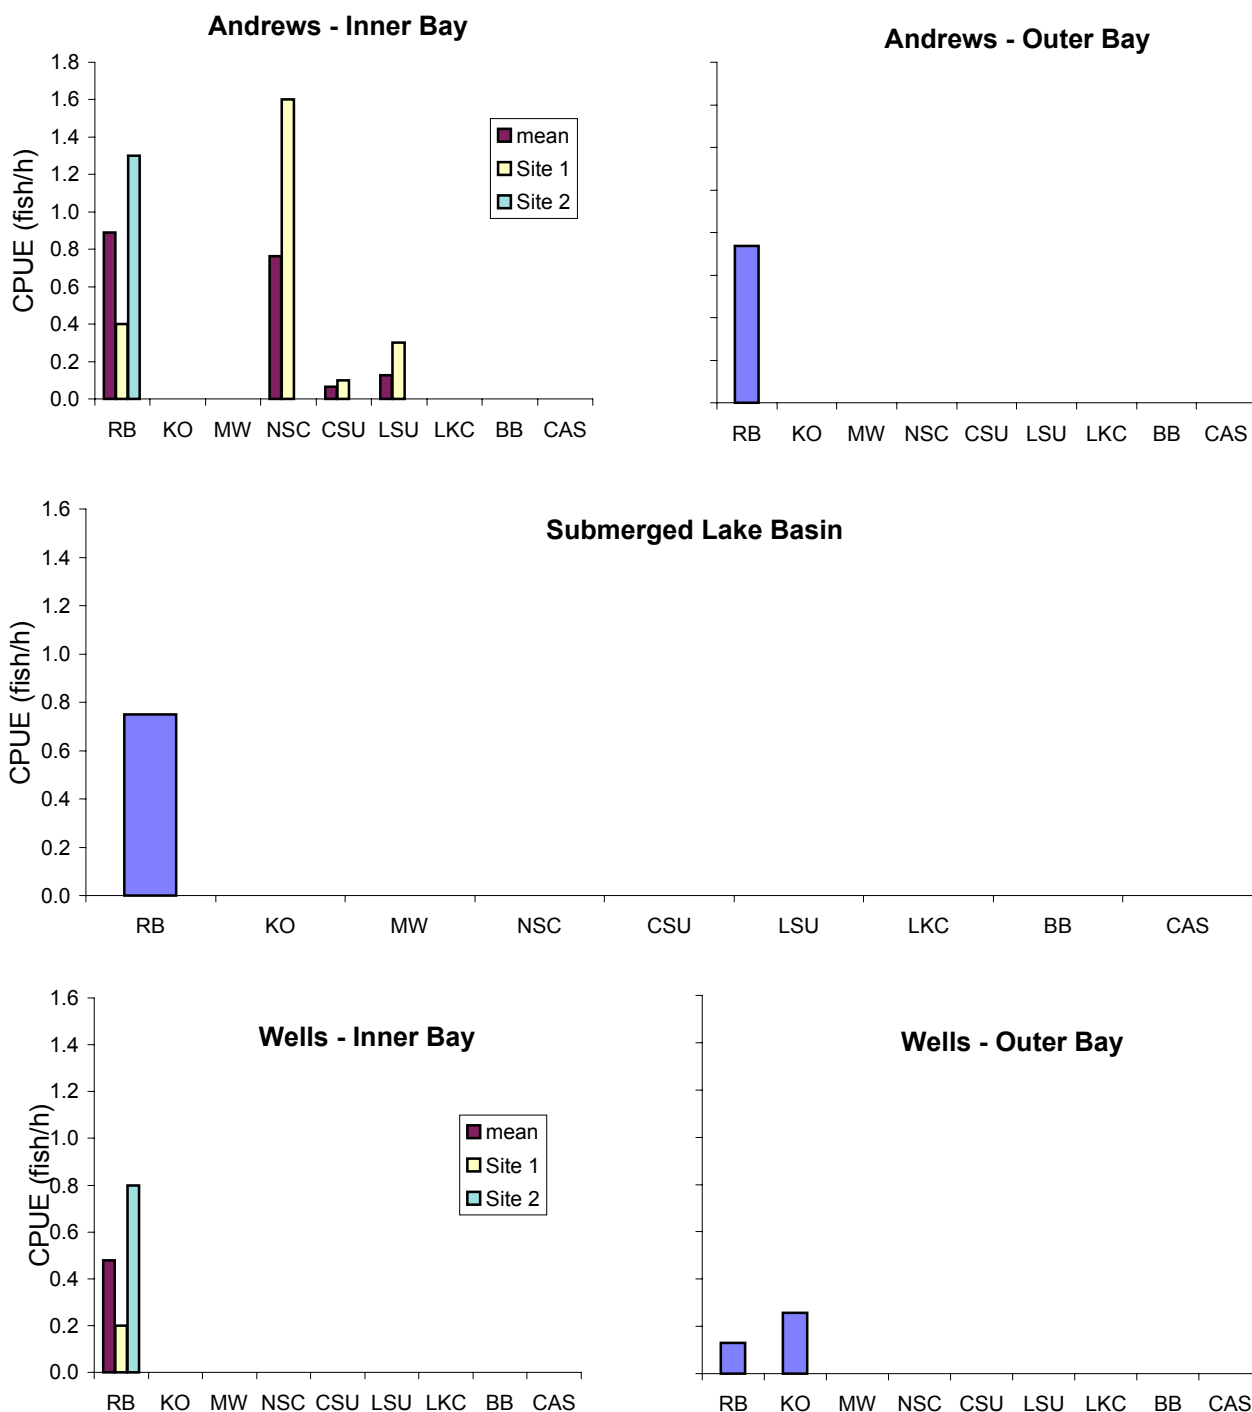 Andrews - Inner Bay
1.8
1.6
1.4
1.2
1.0
0.8
0.6
0.4
0.2
0.0
CPUE (fish/h)
mean
Site 1
Site 2
RB KO MW NSC CSU LSU LKC BB CAS
Andrews - Outer Bay
RB KO MW NSC CSU LSU LKC BB CAS
Submerged Lake Basin
1.6
1.4
1.2
1.0
0.8
0.6
0.4
0.2
0.0
CPUE (fish/h)
RB KO MW NSC CSU LSU LKC BB CAS
Wells - Inner Bay
1.6
1.4
1.2
1.0
0.8
0.6
0.4
0.2
0.0
CPUE (fish/h)
mean
Site 1
Site 2
RB KO MW NSC CSU LSU LKC BB CAS
Wells - Outer Bay
RB KO MW NSC CSU LSU LKC BB CAS